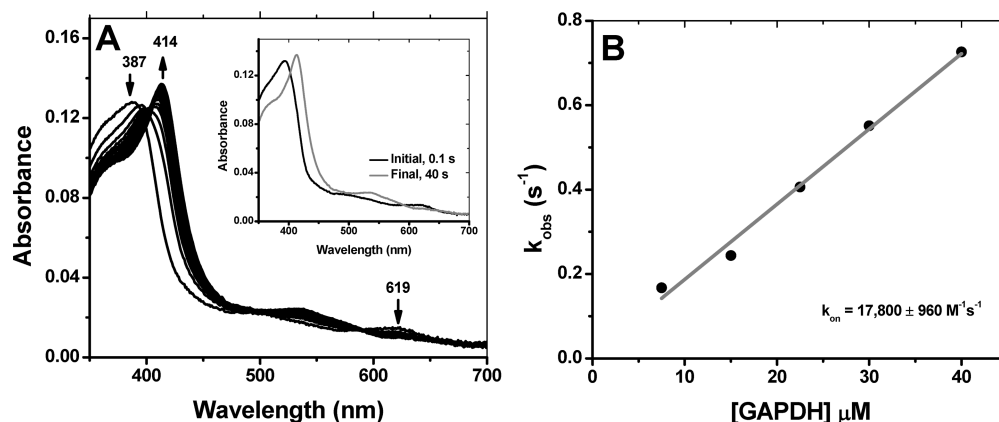 A
387
414
619
0.16
0.12
0.08
0.04
0.00
Absorbance
400
500
600
700
Wavelength (nm)
0.12
0.08
0.04
0.00
Absorbance
Initial, 0.1 s
Final, 40 s
400
500
600
700
Wavelength (nm)
B
0.8
0.6
0.4
0.2
0.0
kobs (s-1)
kon = 17,800 ± 960 M-1s-1
0
10
20
30
40
[GAPDH] μM